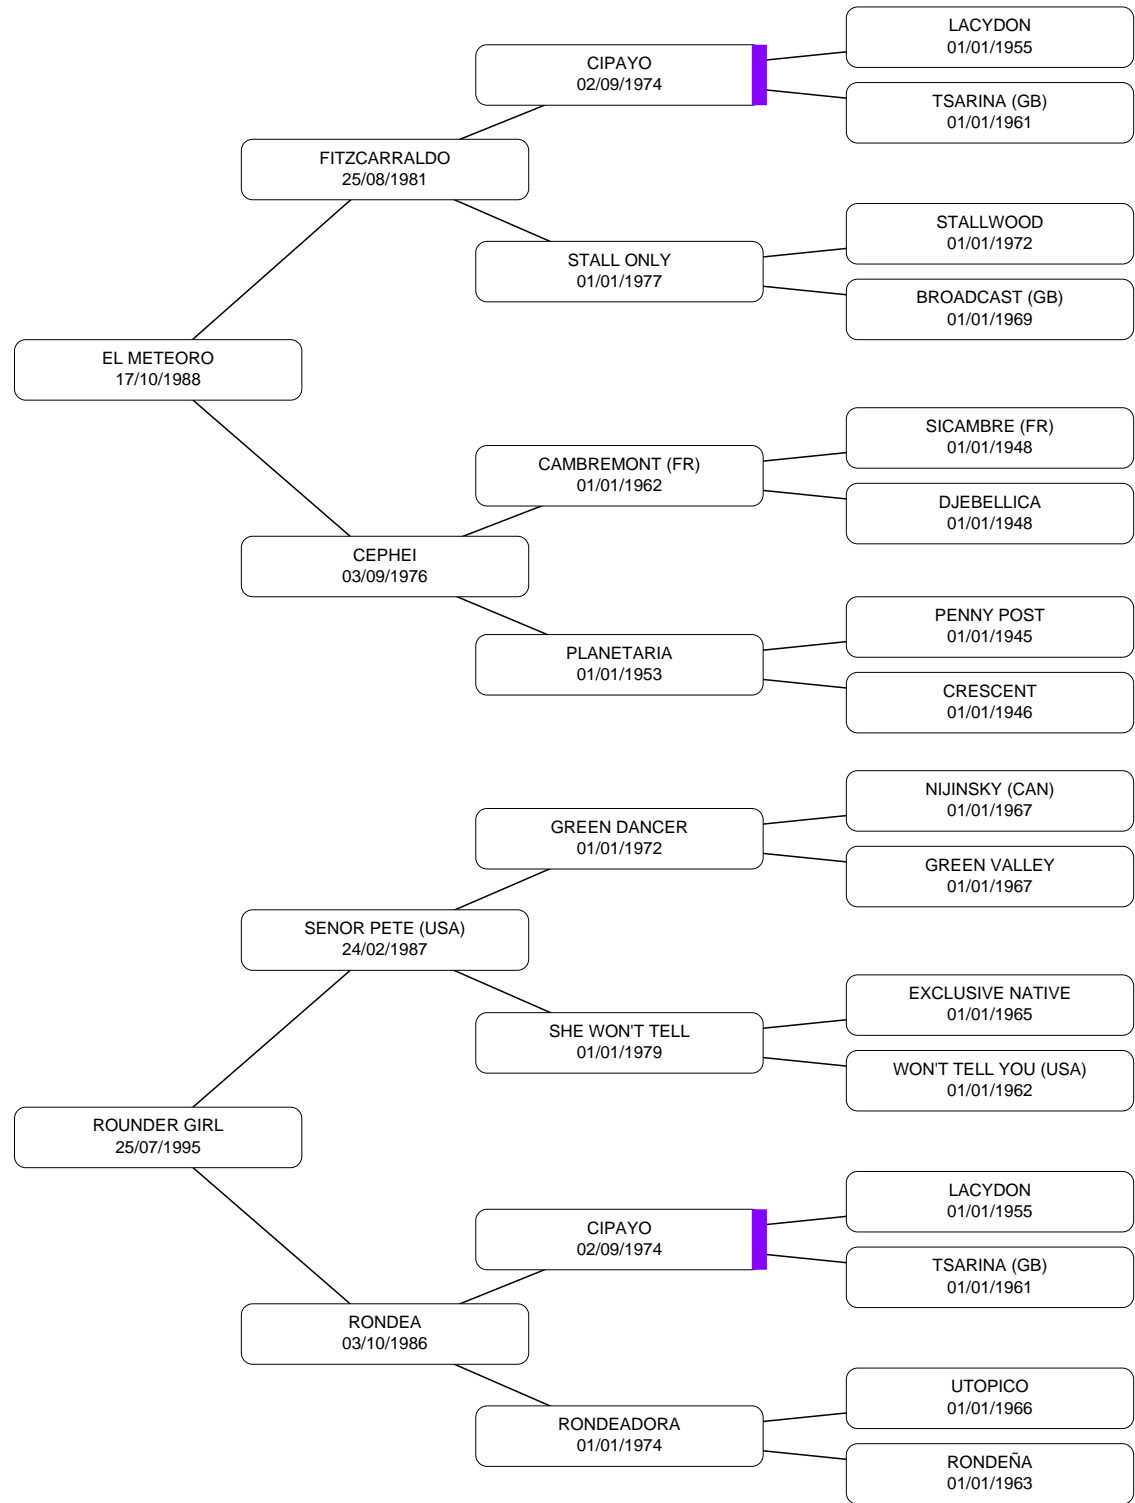 LACYDON
01/01/1955
CIPAYO
02/09/1974
TSARINA (GB)
01/01/1961
FITZCARRALDO
25/08/1981
STALLWOOD
01/01/1972
STALL ONLY
01/01/1977
BROADCAST (GB)
01/01/1969
EL METEORO
17/10/1988
SICAMBRE (FR)
01/01/1948
CAMBREMONT (FR)
01/01/1962
DJEBELLICA
01/01/1948
CEPHEI
03/09/1976
PENNY POST
01/01/1945
PLANETARIA
01/01/1953
CRESCENT
01/01/1946
NIJINSKY (CAN)
01/01/1967
GREEN DANCER
01/01/1972
GREEN VALLEY
01/01/1967
SENOR PETE (USA)
24/02/1987
EXCLUSIVE NATIVE
01/01/1965
SHE WON'T TELL
01/01/1979
WON'T TELL YOU (USA)
01/01/1962
ROUNDER GIRL
25/07/1995
LACYDON
01/01/1955
CIPAYO
02/09/1974
TSARINA (GB)
01/01/1961
RONDEA
03/10/1986
UTOPICO
01/01/1966
RONDEADORA
01/01/1974
RONDEÑA
01/01/1963